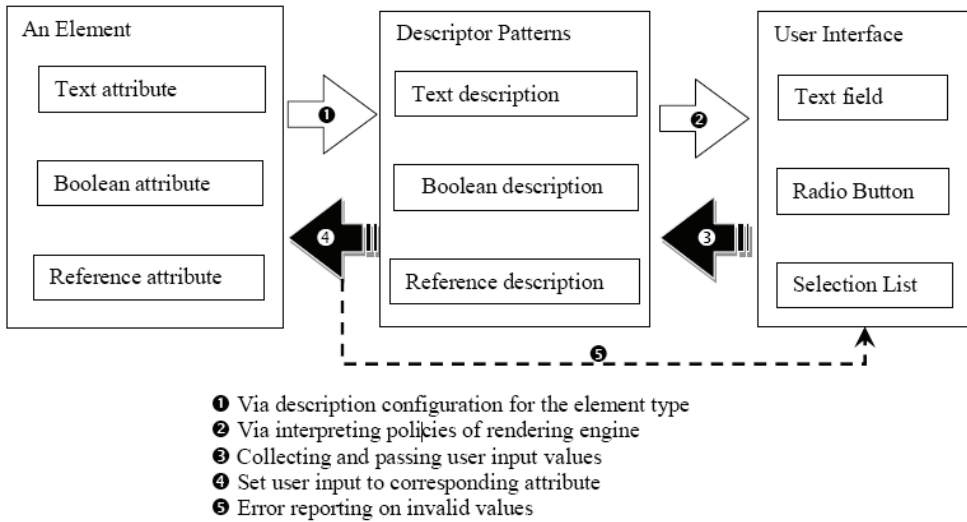 An Element
Text attribute
Boolean attribute
Reference attribute
❶
❹
Descriptor Patterns
Text description
Boolean description
Reference description
❷
❸
User Interface
Text field
Radio Button
Selection List
❺
❶ Via description configuration for the element type
❷ Via interpreting policies of rendering engine
❸ Collecting and passing user input values
❹ Set user input to corresponding attribute
❺ Error reporting on invalid values